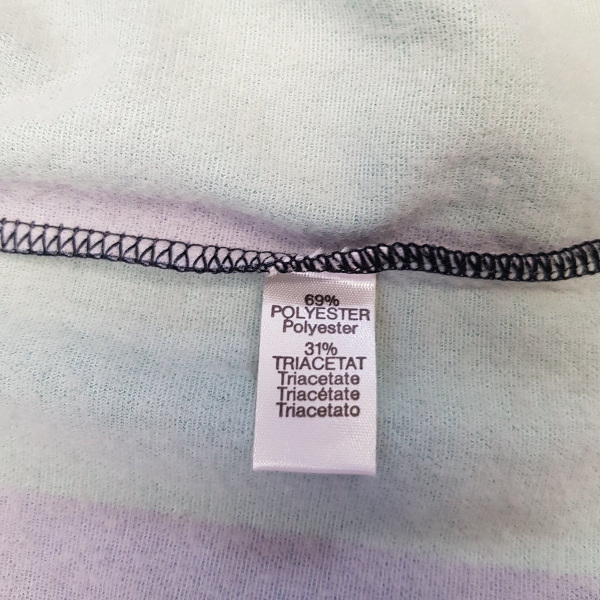 69%
POLYESTER
Polyester
31%
TRIACETAT
Triacetate
Triacétate
Triacetato